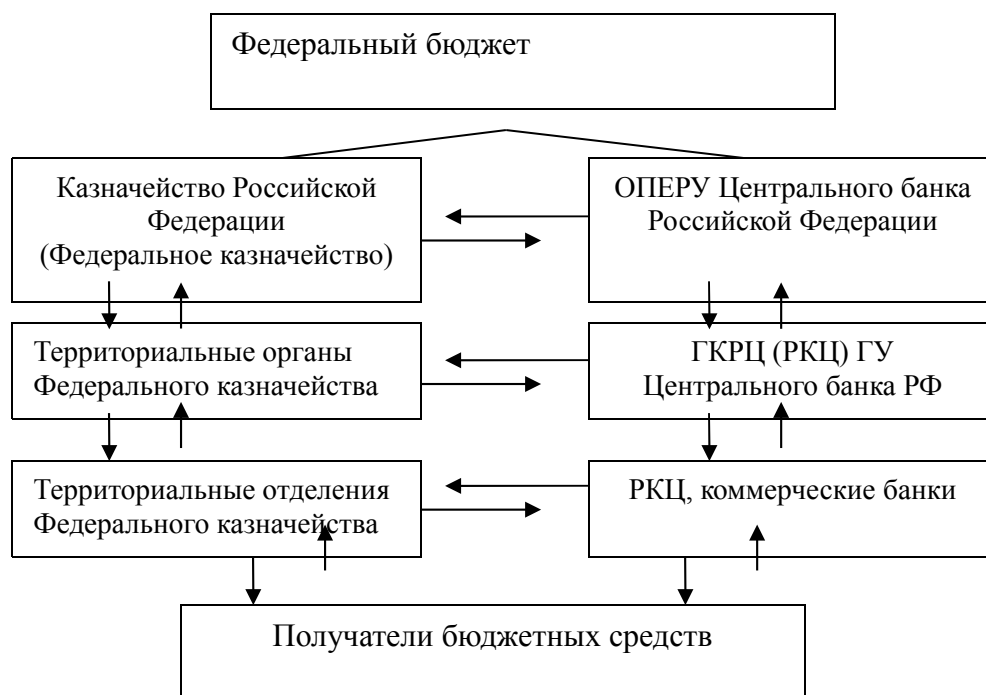 Федеральный бюджет
Казначейство Российской
Федерации
(Федеральное казначейство)
ОПЕРУ Центрального банка
Российской Федерации
Территориальные органы
Федерального казначейства
ГКРЦ (РКЦ) ГУ
Центрального банка РФ
Территориальные отделения
Федерального казначейства
РКЦ, коммерческие банки
Получатели бюджетных средств